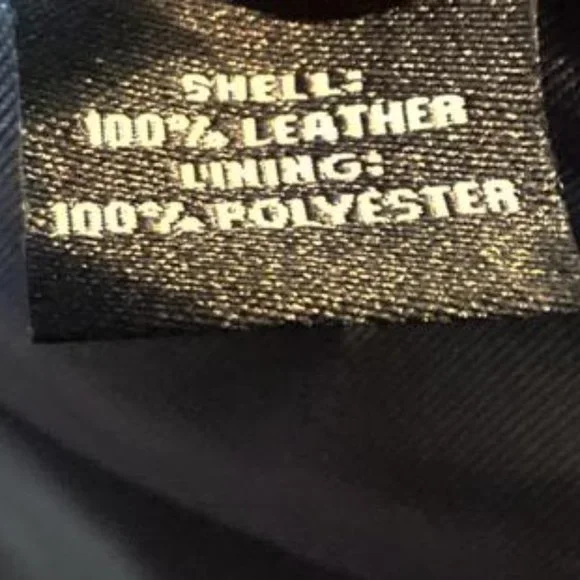 SHELL:
100% LEATHER
LINING:
100% POLYESTER